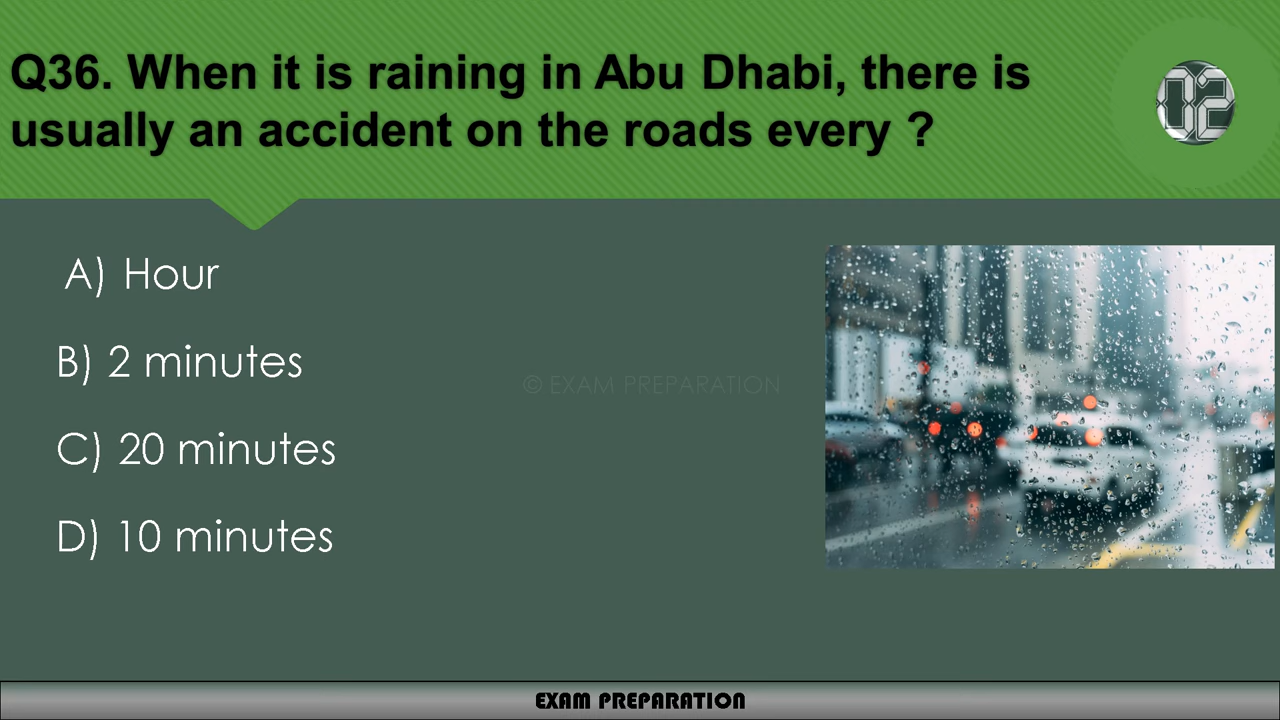 Q36. When it is raining in Abu Dhabi, there is
usually an accident on the roads every ?
02
A) Hour
B) 2 minutes
C) 20 minutes
D) 10 minutes
© EXAM PREPARATION
EXAM PREPARATION